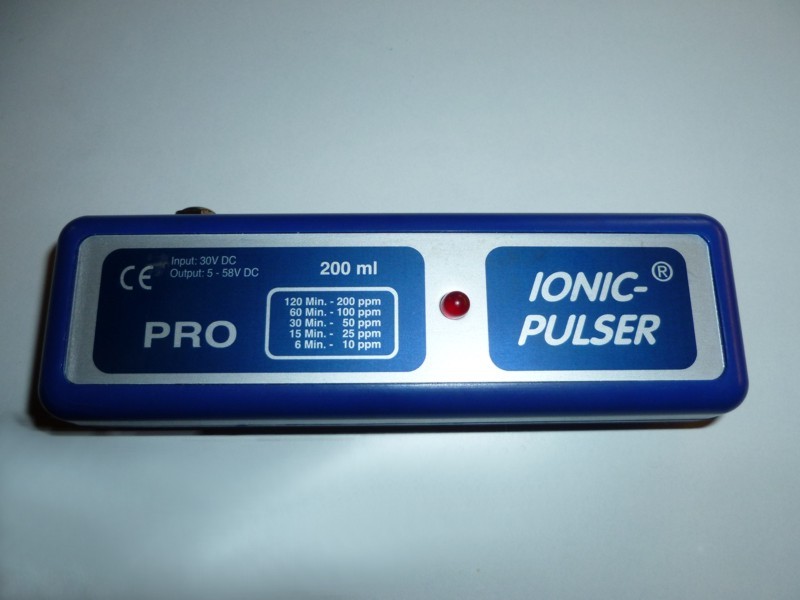 CE
Input: 30V DC
Output: 5 - 58V DC
200 ml
PRO
120 Min. - 200 ppm
60 Min. - 100 ppm
30 Min. - 50 ppm
15 Min. - 25 ppm
6 Min. - 10 ppm
IONIC-®
PULSER